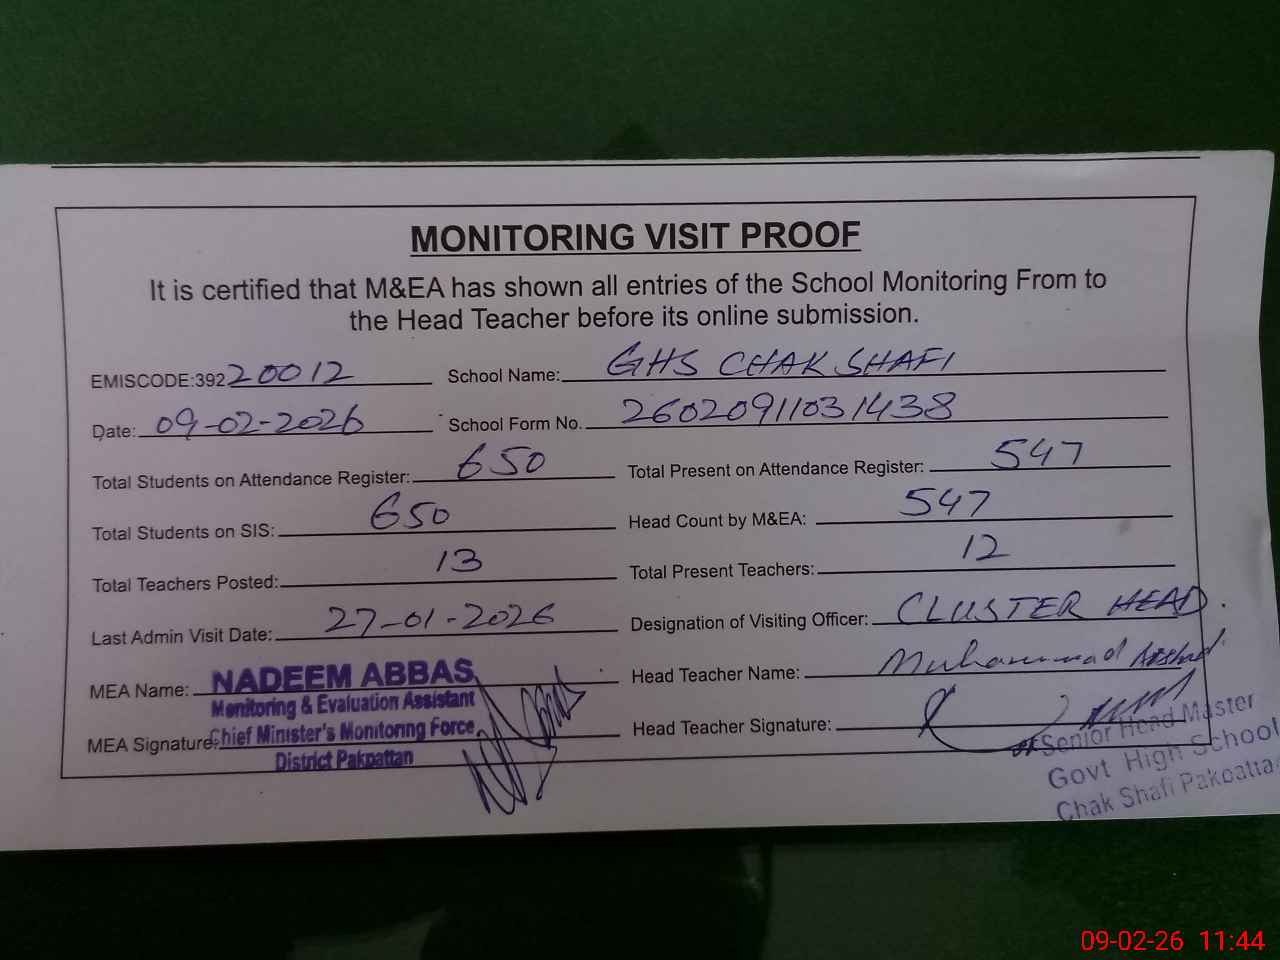 MONITORING VISIT PROOF
It is certified that M&EA has shown all entries of the School Monitoring From to
the Head Teacher before its online submission.
EMISCODE:39220012 School Name: GHS CHAK SHAFI
Date: 09-02-2026 School Form No. 26020911031438
Total Students on Attendance Register: 650 Total Present on Attendance Register: 547
Total Students on SIS: 650 Head Count by M&EA: 547
Total Teachers Posted: 13 Total Present Teachers: 12
Last Admin Visit Date: 27-01-2026 Designation of Visiting Officer: CLUSTER HEAD.
MEA Name: NADEEM ABBAS Head Teacher Name: Muhammad Arshad
Monitoring & Evaluation Assistant
MEA Signature: Chief Minister's Monitoring Force Head Teacher Signature:
District Pakpattan
Senior Head Master
Govt High School
Chak Shafi Pakpattan
09-02-26 11:44